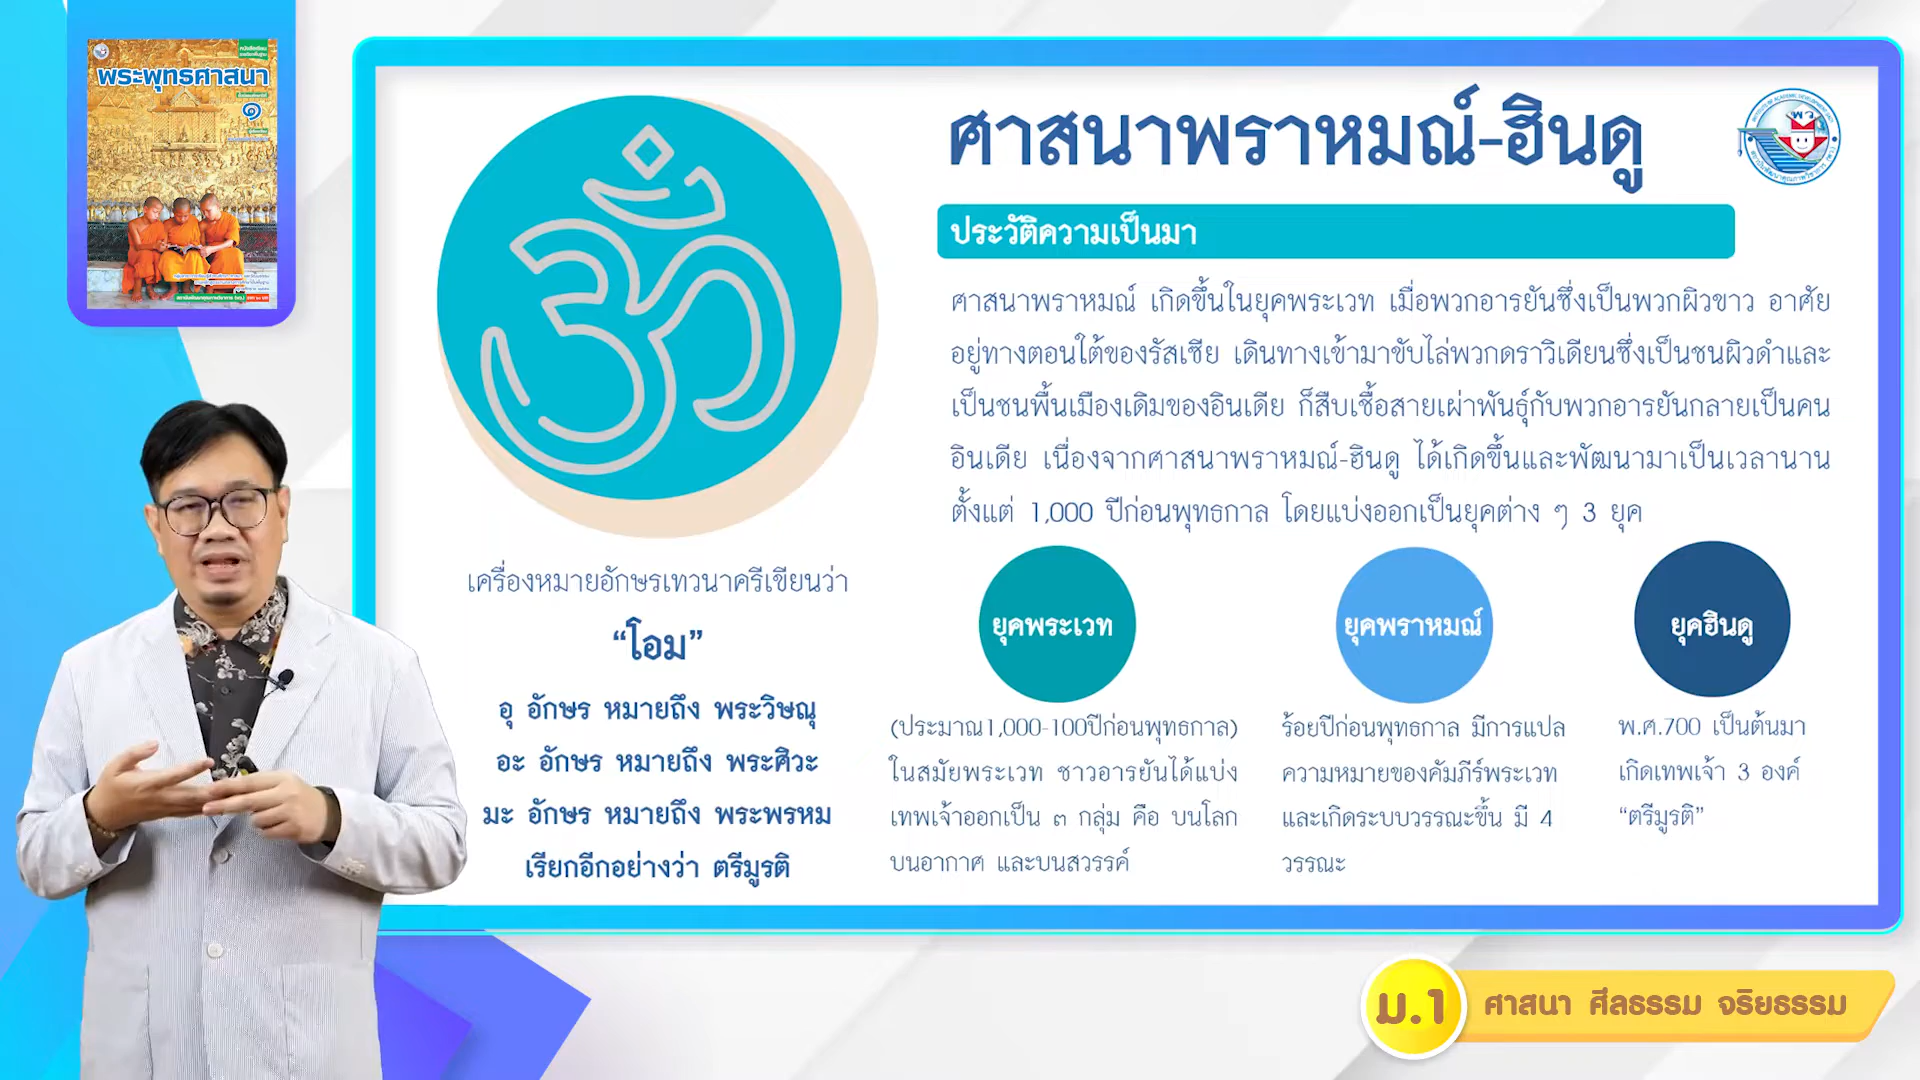 หนังสือเรียน
พระพุทธศาสนา
๑
ศาสนาพราหมณ์-ฮินดู
พว
ประวัติความเป็นมา
ศาสนาพราหมณ์ เกิดขึ้นในยุคพระเวท เมื่อพวกอารยันซึ่งเป็นพวกผิวขาว อาศัย
อยู่ทางตอนใต้ของรัสเซีย เดินทางเข้ามาขับไล่พวกดราวิเดียนซึ่งเป็นชนผิวดำและ
เป็นชนพื้นเมืองเดิมของอินเดีย ก็สืบเชื้อสายเผ่าพันธุ์กับพวกอารยันกลายเป็นคน
อินเดีย เนื่องจากศาสนาพราหมณ์-ฮินดู ได้เกิดขึ้นและพัฒนามาเป็นเวลานาน
ตั้งแต่ 1,000 ปีก่อนพุทธกาล โดยแบ่งออกเป็นยุคต่าง ๆ 3 ยุค
เครื่องหมายอักษรเทวนาครีเขียนว่า
“โอม”
อุ อักษร หมายถึง พระวิษณุ
อะ อักษร หมายถึง พระศิวะ
มะ อักษร หมายถึง พระพรหม
เรียกอีกอย่างว่า ตรีมูรติ
ยุคพระเวท
(ประมาณ1,000-100ปีก่อนพุทธกาล)
ในสมัยพระเวท ชาวอารยันได้แบ่ง
เทพเจ้าออกเป็น ๓ กลุ่ม คือ บนโลก
บนอากาศ และบนสวรรค์
ยุคพราหมณ์
ร้อยปีก่อนพุทธกาล มีการแปล
ความหมายของคัมภีร์พระเวท
และเกิดระบบวรรณะขึ้น มี 4
วรรณะ
ยุคฮินดู
พ.ศ.700 เป็นต้นมา
เกิดเทพเจ้า 3 องค์
“ตรีมูรติ”
ม.1
ศาสนา ศีลธรรม จริยธรรม